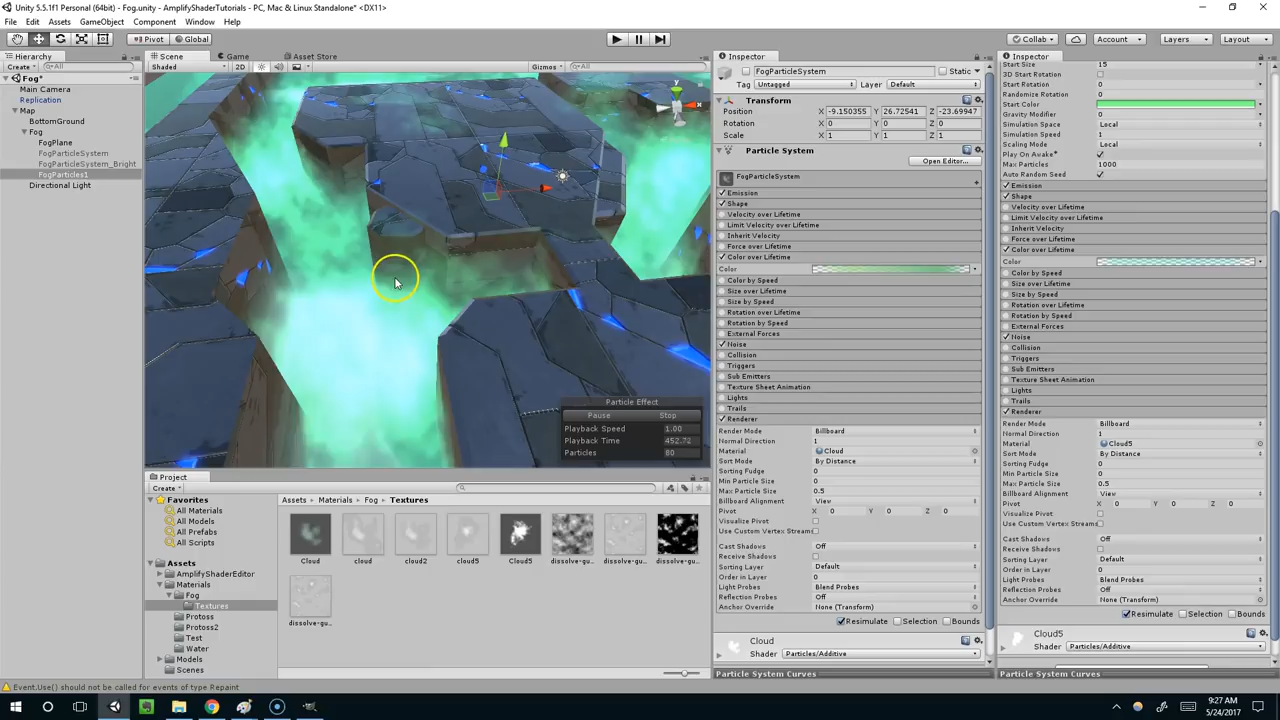 Unity 5.5.1f1 Personal (64bit) - Fog.unity - AmplifyShaderTutorials - PC, Mac & Linux Standalone* <DX11>
File Edit Assets GameObject Component Window Help
Pivot Global Collab Account Layers Layout
Hierarchy
Create All
Fog*
Main Camera
Replication
Map
BottomGround
Fog
FogPlane
FogParticleSystem
FogParticleSystem_Bright
FogParticles1
Directional Light
Scene Game Asset Store
Shaded 2D Gizmos All
y
x
Particle Effect
Pause Stop
Playback Speed 1.00
Playback Time 452.72
Particles 80
Project
Create
Favorites
All Materials
All Models
All Prefabs
All Scripts
Assets
AmplifyShaderEditor
Materials
Fog
Textures
Protoss
Protoss2
Test
Water
Models
Scenes
Assets Materials Fog Textures
Cloud cloud cloud2 cloud5 Cloud5 dissolve-gu.. dissolve-gu.. dissolve-gu..
dissolve-gu..
Inspector
FogParticleSystem Static
Tag Untagged Layer Default
Transform
Position X -9.150355 Y 26.72541 Z -23.69947
Rotation X 0 Y 0 Z 0
Scale X 1 Y 1 Z 1
Particle System
Open Editor...
FogParticleSystem
Emission
Shape
Velocity over Lifetime
Limit Velocity over Lifetime
Inherit Velocity
Force over Lifetime
Color over Lifetime
Color
Color by Speed
Size over Lifetime
Size by Speed
Rotation over Lifetime
Rotation by Speed
External Forces
Noise
Collision
Triggers
Sub Emitters
Texture Sheet Animation
Lights
Trails
Renderer
Render Mode Billboard
Normal Direction 1
Material Cloud
Sort Mode By Distance
Sorting Fudge 0
Min Particle Size 0
Max Particle Size 0.5
Billboard Alignment View
Pivot X 0 Y 0 Z 0
Visualize Pivot
Use Custom Vertex Streams
Cast Shadows Off
Receive Shadows
Sorting Layer Default
Order in Layer 0
Light Probes Blend Probes
Reflection Probes Off
Anchor Override None (Transform)
Resimulate Selection Bounds
Cloud
Shader Particles/Additive
Particle System Curves
Inspector
Start Size 15
3D Start Rotation
Start Rotation 0
Randomize Rotation 0
Start Color
Gravity Modifier 0
Simulation Space Local
Simulation Speed 1
Scaling Mode Local
Play On Awake*
Max Particles 1000
Auto Random Seed
Emission
Shape
Velocity over Lifetime
Limit Velocity over Lifetime
Inherit Velocity
Force over Lifetime
Color over Lifetime
Color
Color by Speed
Size over Lifetime
Size by Speed
Rotation over Lifetime
Rotation by Speed
External Forces
Noise
Collision
Triggers
Sub Emitters
Texture Sheet Animation
Lights
Trails
Renderer
Render Mode Billboard
Normal Direction 1
Material Cloud5
Sort Mode By Distance
Sorting Fudge 0
Min Particle Size 0
Max Particle Size 0.5
Billboard Alignment View
Pivot X 0 Y 0 Z 0
Visualize Pivot
Use Custom Vertex Streams
Cast Shadows Off
Receive Shadows
Sorting Layer Default
Order in Layer 0
Light Probes Blend Probes
Reflection Probes Off
Anchor Override None (Transform)
Resimulate Selection Bounds
Cloud5
Shader Particles/Additive
Particle System Curves
Event.Use() should not be called for events of type Repaint
9:27 AM
5/24/2017